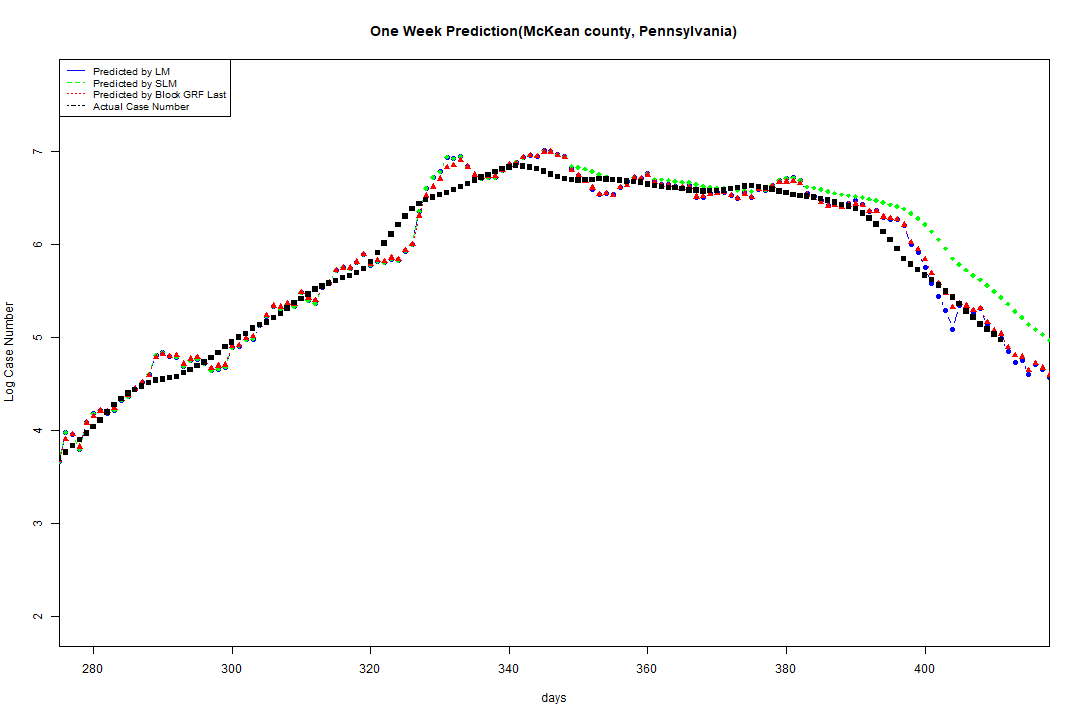 One Week Prediction(McKean county, Pennsylvania)
Predicted by LM
Predicted by SLM
Predicted by Block GRF Last
Actual Case Number
7
6
5
4
3
2
Log Case Number
280 300 320 340 360 380 400
days